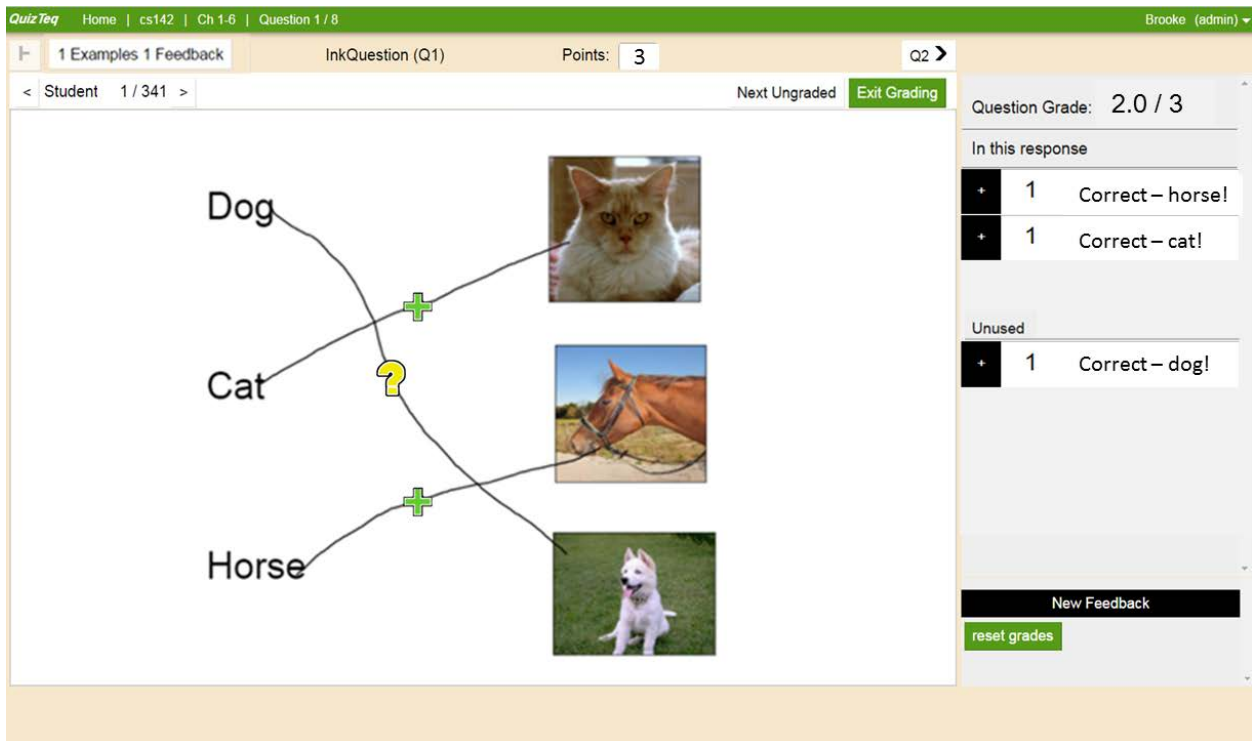 QuizTeq Home | cs142 | Ch 1-6 | Question 1 / 8 Brooke (admin)
1 Examples 1 Feedback InkQuestion (Q1) Points: 3 Q2 >
< Student 1 / 341 > Next Ungraded Exit Grading
Question Grade: 2.0 / 3
In this response
+ 1 Correct – horse!
+ 1 Correct – cat!
Unused
+ 1 Correct – dog!
New Feedback
reset grades
Dog
Cat
?
Horse